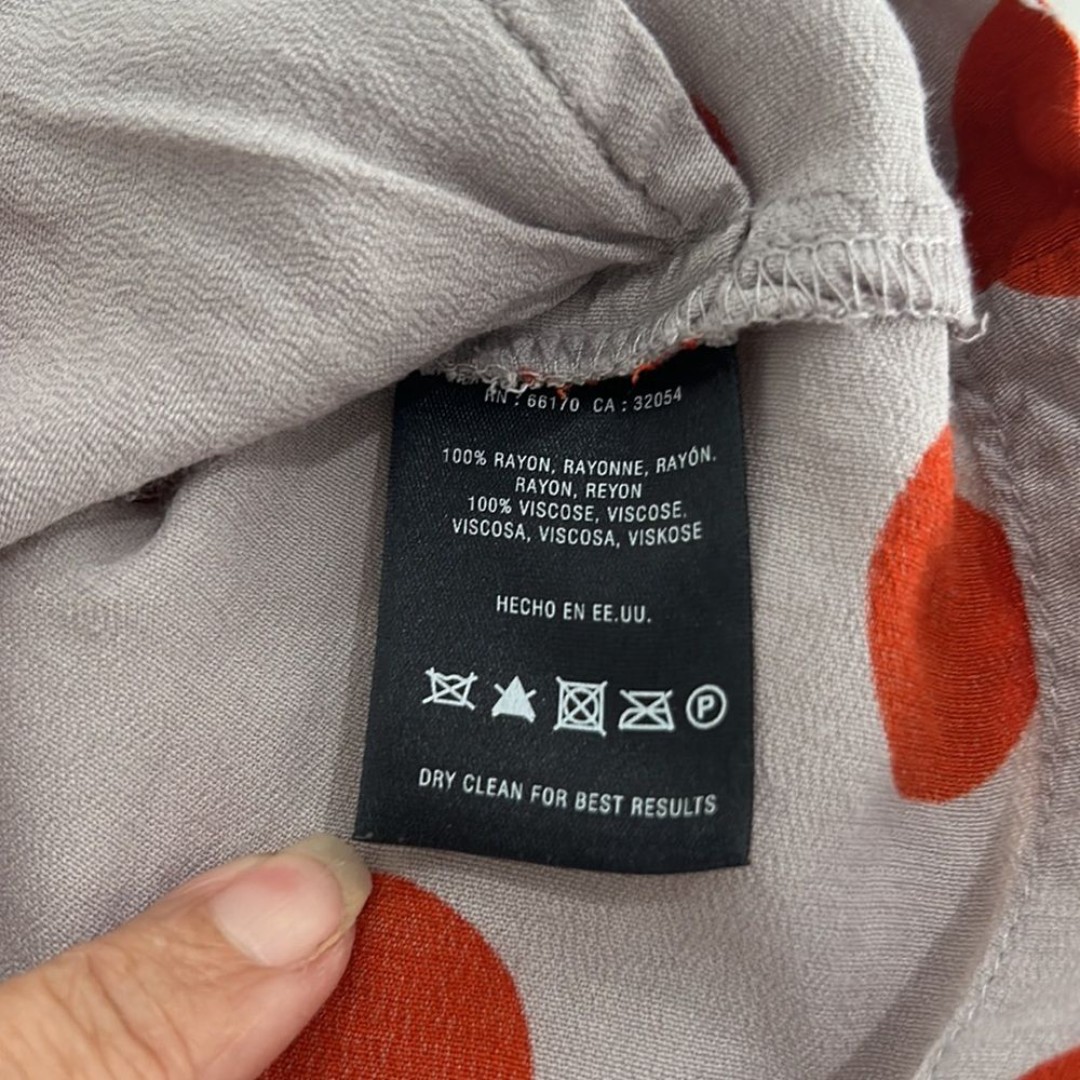 RN : 66170 CA : 32054
100% RAYON, RAYONNE, RAYÓN.
RAYON, REYON
100% VISCOSE, VISCOSE.
VISCOSA, VISCOSA, VISKOSE
HECHO EN EE.UU.
P
DRY CLEAN FOR BEST RESULTS